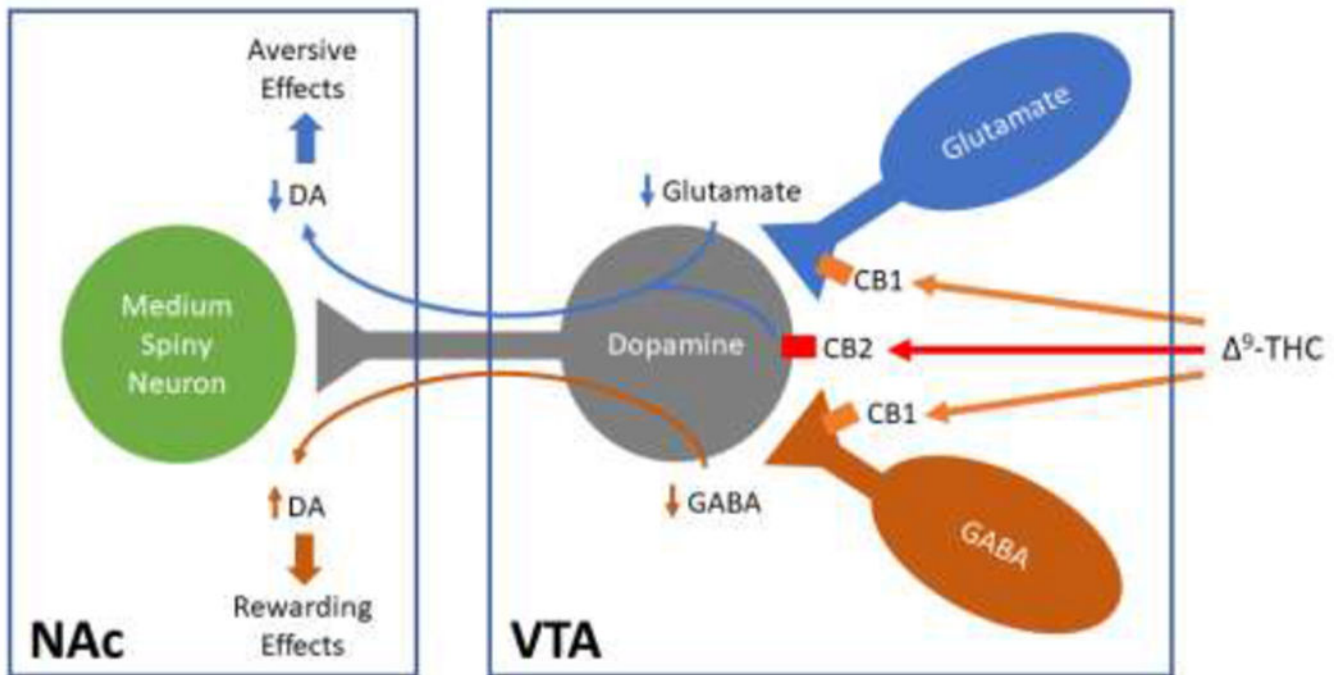 Aversive
Effects
↓ DA
Medium
Spiny
Neuron
↑ DA
Rewarding
Effects
NAc
↓ Glutamate
Dopamine
↓ GABA
VTA
Glutamate
CB1
CB2
CB1
GABA
Δ⁹-THC